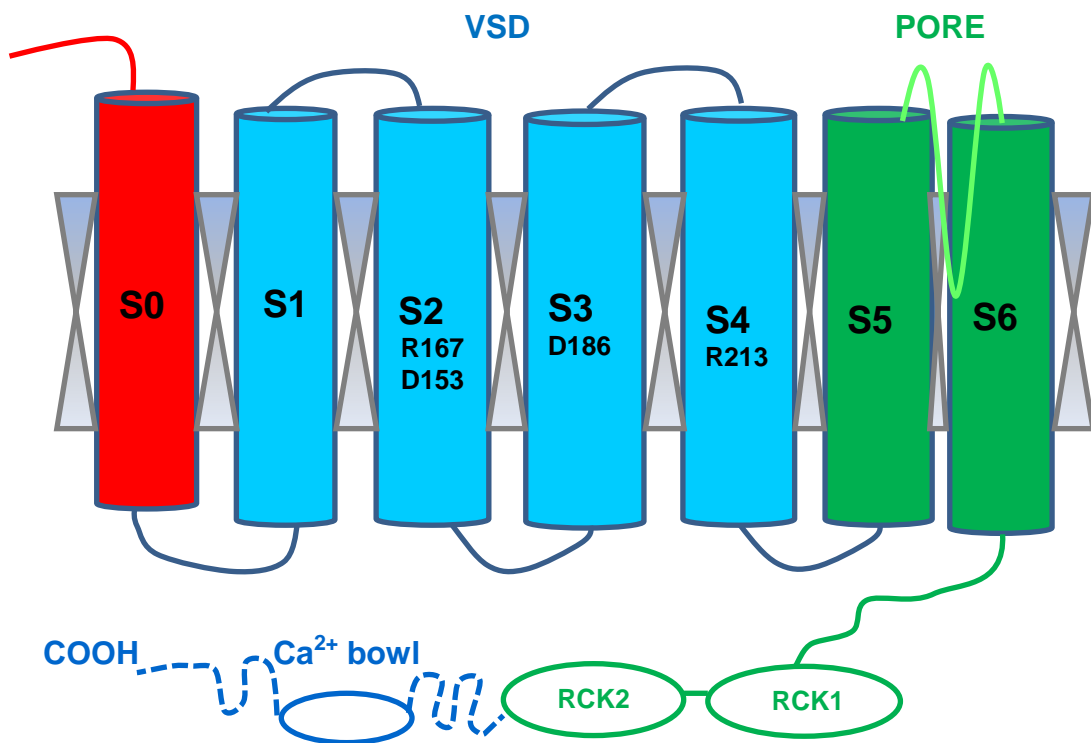 VSD
PORE
S0
S1
S2
R167
D153
S3
D186
S4
R213
S5
S6
COOH
Ca²⁺ bowl
RCK2
RCK1